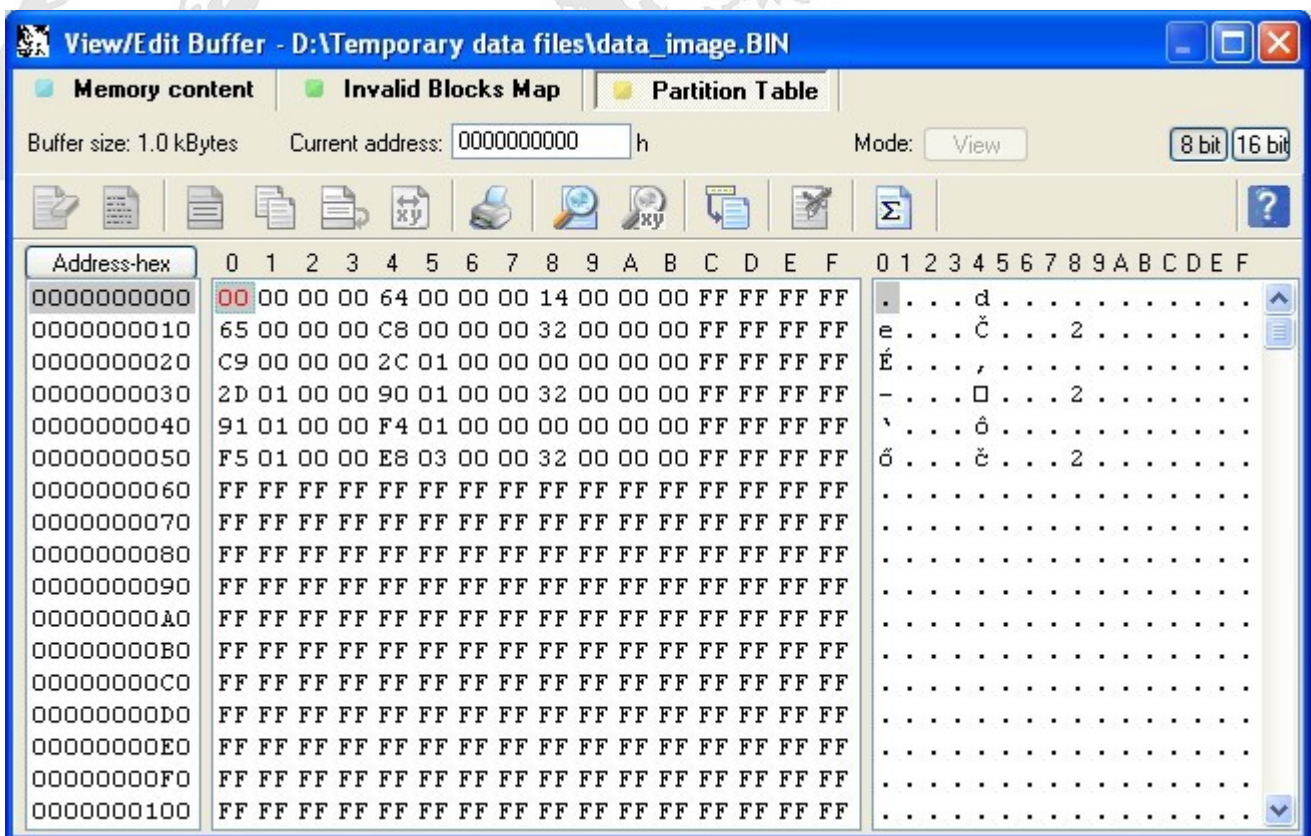 View/Edit Buffer - D:\Temporary data files\data_image.BIN
Memory content Invalid Blocks Map Partition Table
Buffer size: 1.0 kBytes Current address: 0000000000 h Mode: View 8 bit 16 bit
xy xy Σ ?
Address-hex 0 1 2 3 4 5 6 7 8 9 A B C D E F 0 1 2 3 4 5 6 7 8 9 A B C D E F
0000000000 00 00 00 00 64 00 00 00 14 00 00 00 FF FF FF FF . . . . d . . . . . . . . . . .
0000000010 65 00 00 00 C8 00 00 00 32 00 00 00 FF FF FF FF e . . . Č . . . 2 . . . . . . .
0000000020 C9 00 00 00 2C 01 00 00 00 00 00 00 FF FF FF FF É . . . , . . . . . . . . . . .
0000000030 2D 01 00 00 90 01 00 00 32 00 00 00 FF FF FF FF – . . . □ . . . 2 . . . . . . .
0000000040 91 01 00 00 F4 01 00 00 00 00 00 00 FF FF FF FF ‘ . . . ô . . . . . . . . . . .
0000000050 F5 01 00 00 E8 03 00 00 32 00 00 00 FF FF FF FF ő . . . č . . . 2 . . . . . . .
0000000060 FF FF FF FF FF FF FF FF FF FF FF FF FF FF FF FF . . . . . . . . . . . . . . . .
0000000070 FF FF FF FF FF FF FF FF FF FF FF FF FF FF FF FF . . . . . . . . . . . . . . . .
0000000080 FF FF FF FF FF FF FF FF FF FF FF FF FF FF FF FF . . . . . . . . . . . . . . . .
0000000090 FF FF FF FF FF FF FF FF FF FF FF FF FF FF FF FF . . . . . . . . . . . . . . . .
00000000A0 FF FF FF FF FF FF FF FF FF FF FF FF FF FF FF FF . . . . . . . . . . . . . . . .
00000000B0 FF FF FF FF FF FF FF FF FF FF FF FF FF FF FF FF . . . . . . . . . . . . . . . .
00000000C0 FF FF FF FF FF FF FF FF FF FF FF FF FF FF FF FF . . . . . . . . . . . . . . . .
00000000D0 FF FF FF FF FF FF FF FF FF FF FF FF FF FF FF FF . . . . . . . . . . . . . . . .
00000000E0 FF FF FF FF FF FF FF FF FF FF FF FF FF FF FF FF . . . . . . . . . . . . . . . .
00000000F0 FF FF FF FF FF FF FF FF FF FF FF FF FF FF FF FF . . . . . . . . . . . . . . . .
0000000100 FF FF FF FF FF FF FF FF FF FF FF FF FF FF FF FF . . . . . . . . . . . . . . . .